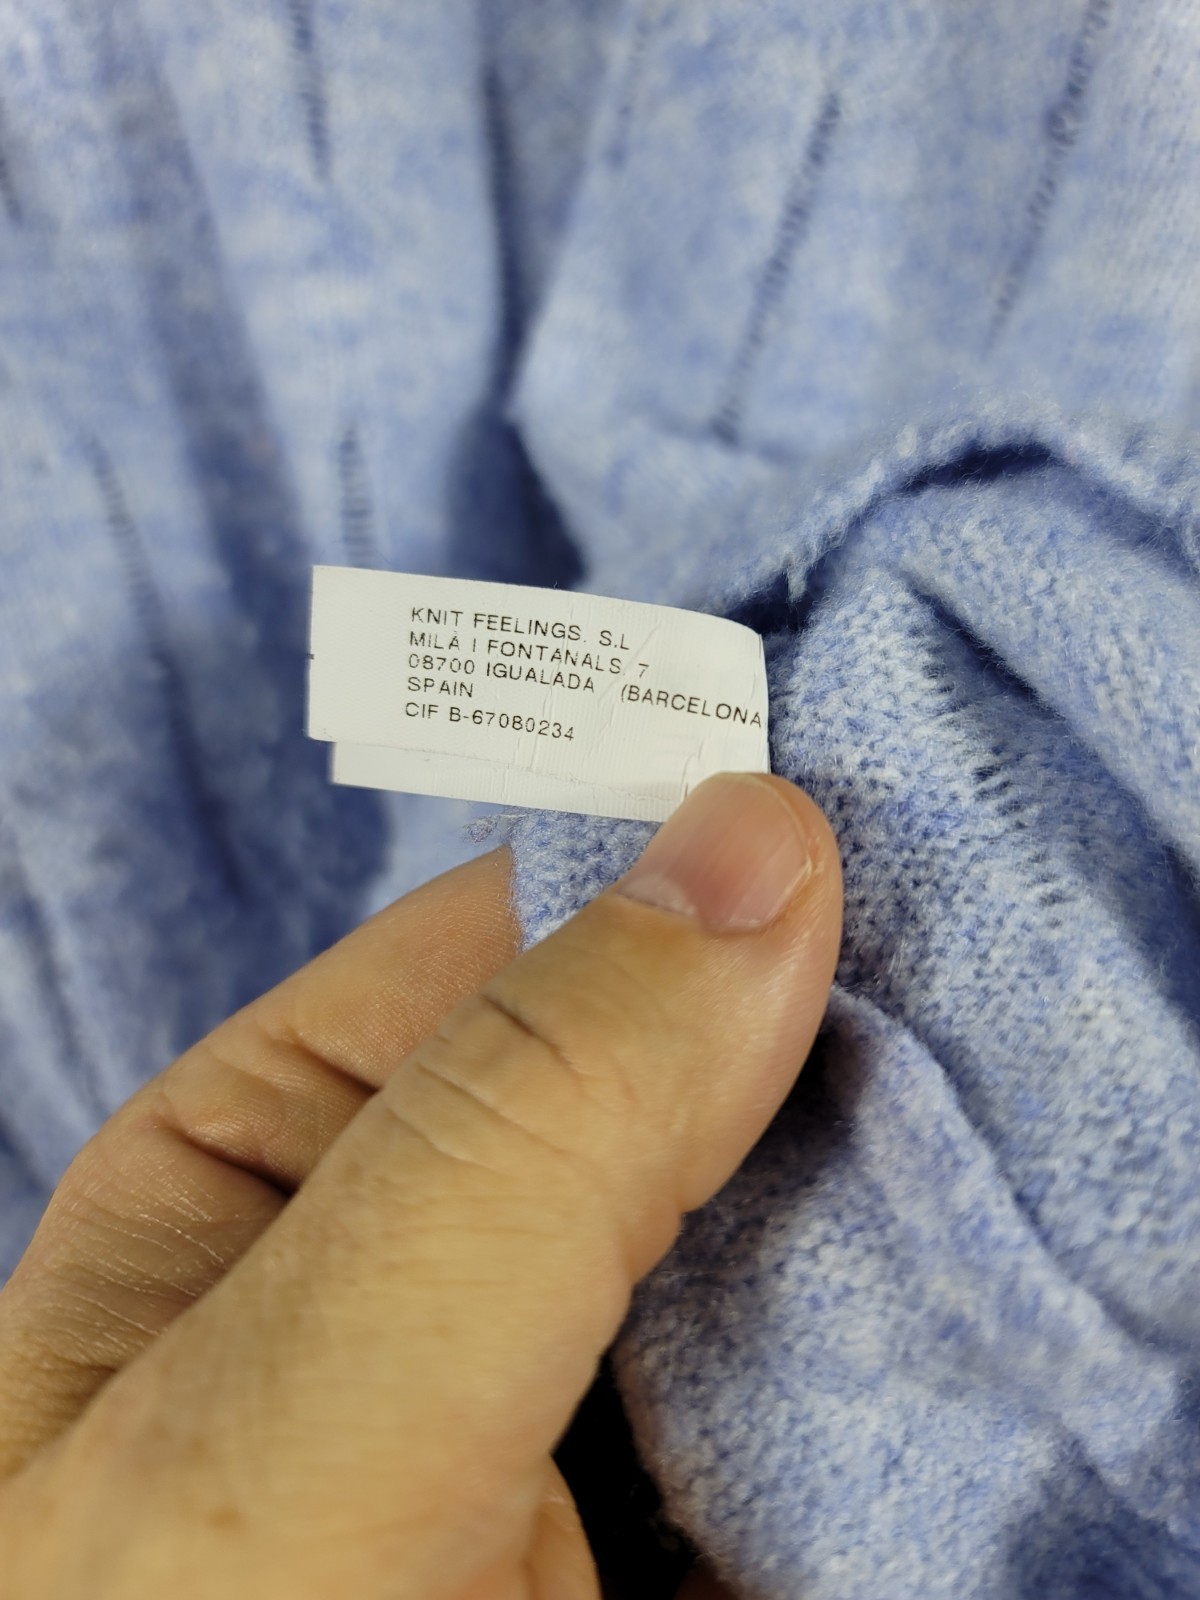 KNIT FEELINGS, S.L
MILÀ I FONTANALS, 7
08700 IGUALADA (BARCELONA
SPAIN
CIF B-67080234